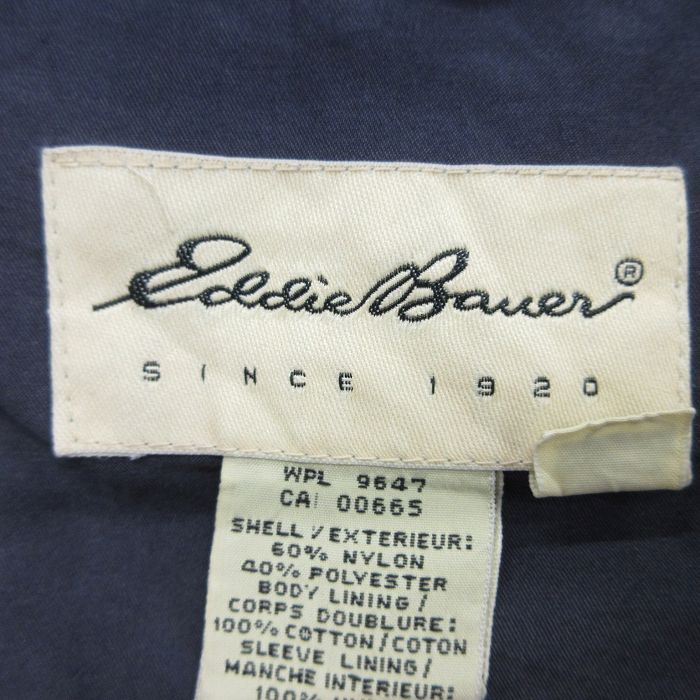 Eddie Bauer®
SINCE 1920
WPL 9647
CA 00665
SHELL/EXTERIEUR:
60% NYLON
40% POLYESTER
BODY LINING/
CORPS DOUBLURE:
100% COTTON/COTON
SLEEVE LINING/
MANCHE INTERIEUR:
100%